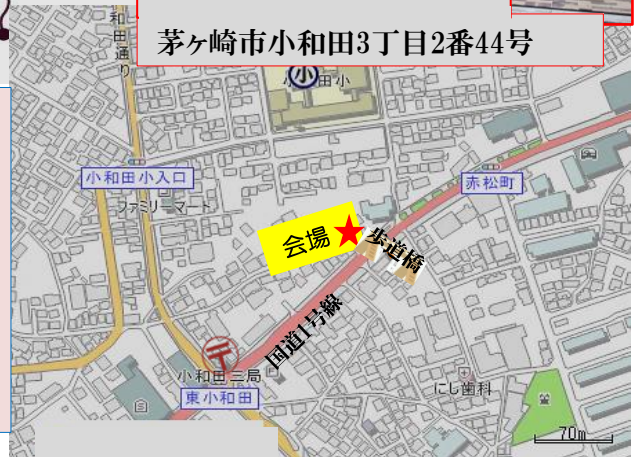 茅ヶ崎市小和田3丁目2番44号
和田通り
小
田小
小和田小入口
ファミリーマート
赤松町
会場
歩道橋
国道1号線
小和田三局
東小和田
にし歯科
70m